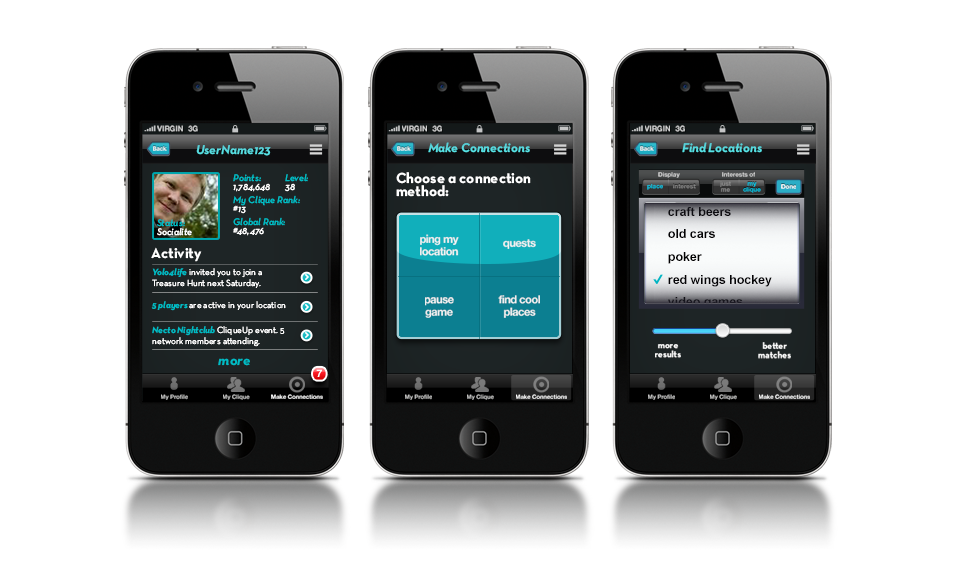 VIRGIN 3G
Back
UserName123
Points:
1,784,648
Level:
38
My Clique Rank:
#13
Global Rank:
#48,476
Status:
Socialite
Activity
Yolo4life invited you to join a
Treasure Hunt next Saturday.
5 players are active in your location
Necto Nightclub CliqueUp event. 5
network members attending.
more
7
My Profile
My Clique
Make Connections
VIRGIN 3G
Back
Make Connections
Choose a connection
method:
ping my
location
quests
pause
game
find cool
places
My Profile
My Clique
Make Connections
VIRGIN 3G
Back
Find Locations
Display
Interests of
place
interest
just
me
my
clique
Done
craft beers
old cars
poker
red wings hockey
video games
more
results
better
matches
My Profile
My Clique
Make Connections